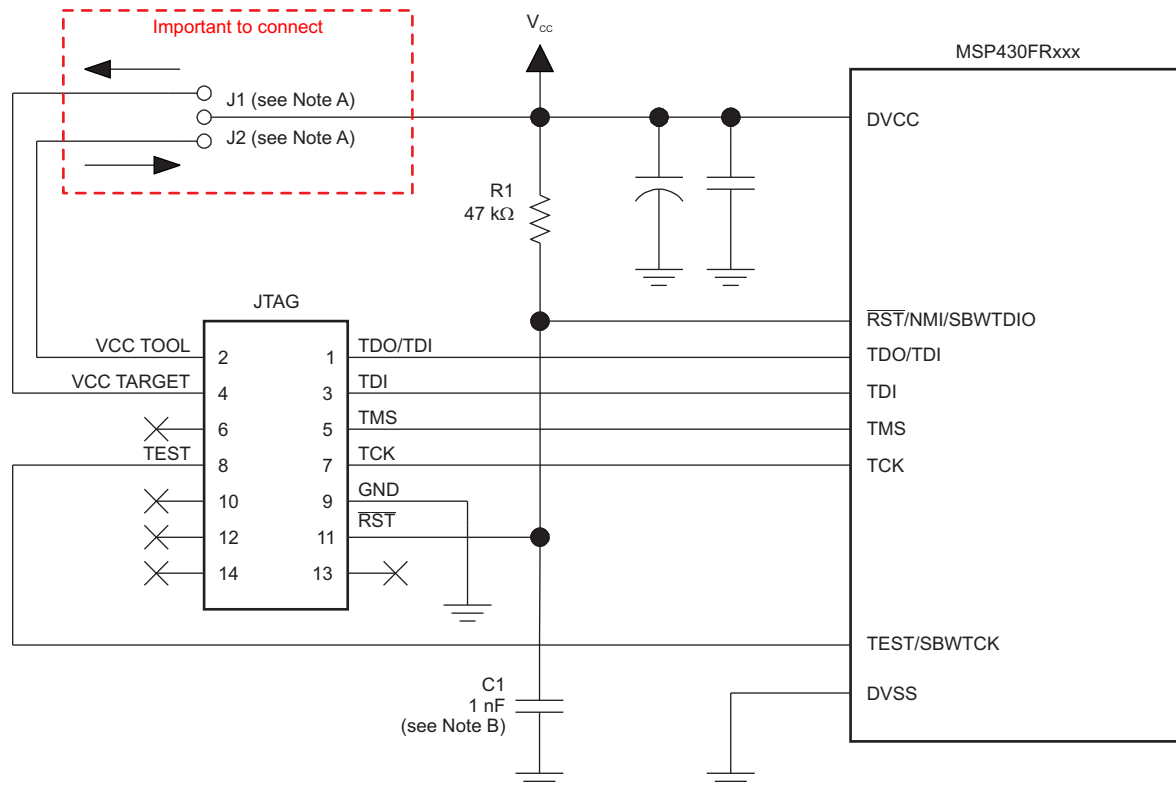 Important to connect
J1 (see Note A)
J2 (see Note A)
VCC
MSP430FRxxx
DVCC
R1
47 kΩ
JTAG
RST/NMI/SBWTDIO
VCC TOOL 2 1 TDO/TDI TDO/TDI
VCC TARGET 4 3 TDI TDI
6 5 TMS TMS
TEST 8 7 TCK TCK
10 9 GND
12 11 RST
14 13
TEST/SBWTCK
C1
1 nF
(see Note B)
DVSS